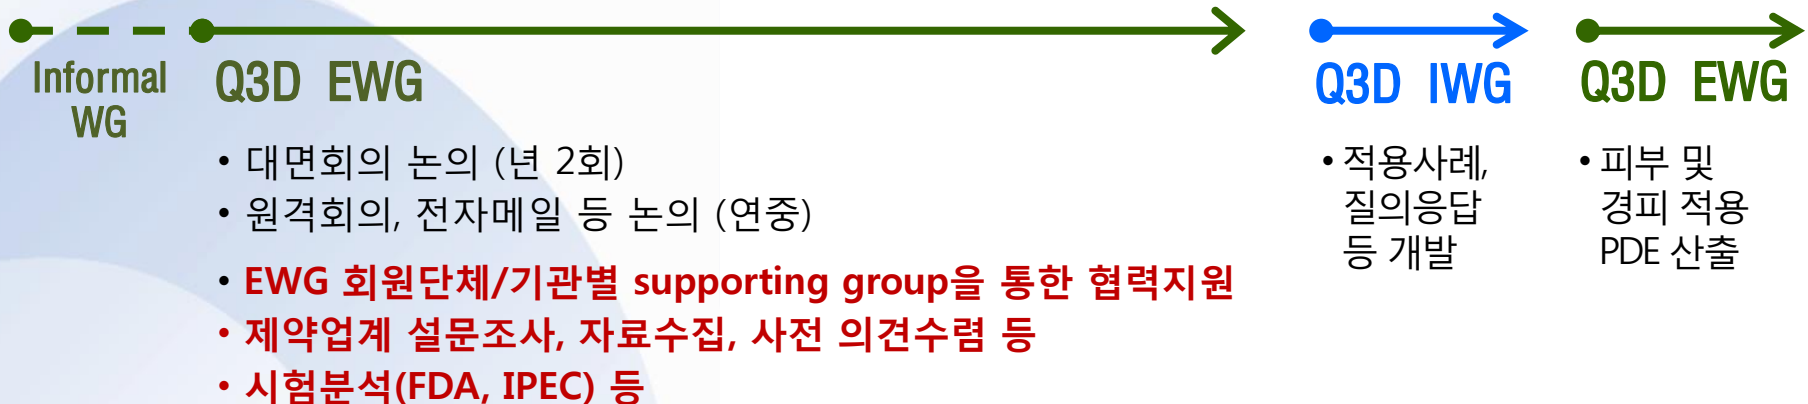 Informal
WG
Q3D EWG
• 대면회의 논의 (년 2회)
• 원격회의, 전자메일 등 논의 (연중)
• EWG 회원단체/기관별 supporting group을 통한 협력지원
• 제약업계 설문조사, 자료수집, 사전 의견수렴 등
• 시험분석(FDA, IPEC) 등
Q3D IWG
• 적용사례,
질의응답
등 개발
Q3D EWG
• 피부 및
경피 적용
PDE 산출